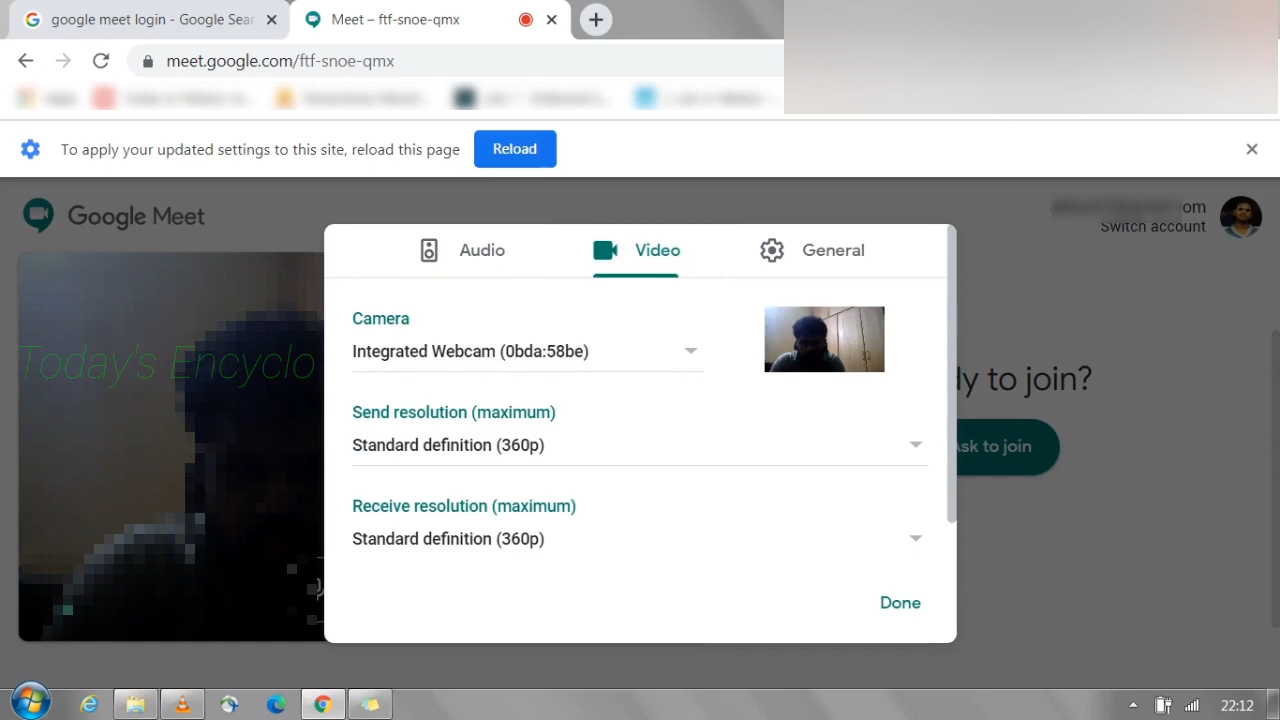 google meet login - Google Sear
Meet – ftf-snoe-qmx
meet.google.com/ftf-snoe-qmx
To apply your updated settings to this site, reload this page
Reload
Google Meet
om
Switch account
Audio
Video
General
Today's Encyclo
Camera
Integrated Webcam (0bda:58be)
Send resolution (maximum)
Standard definition (360p)
Receive resolution (maximum)
Standard definition (360p)
dy to join?
Ask to join
Done
22:12